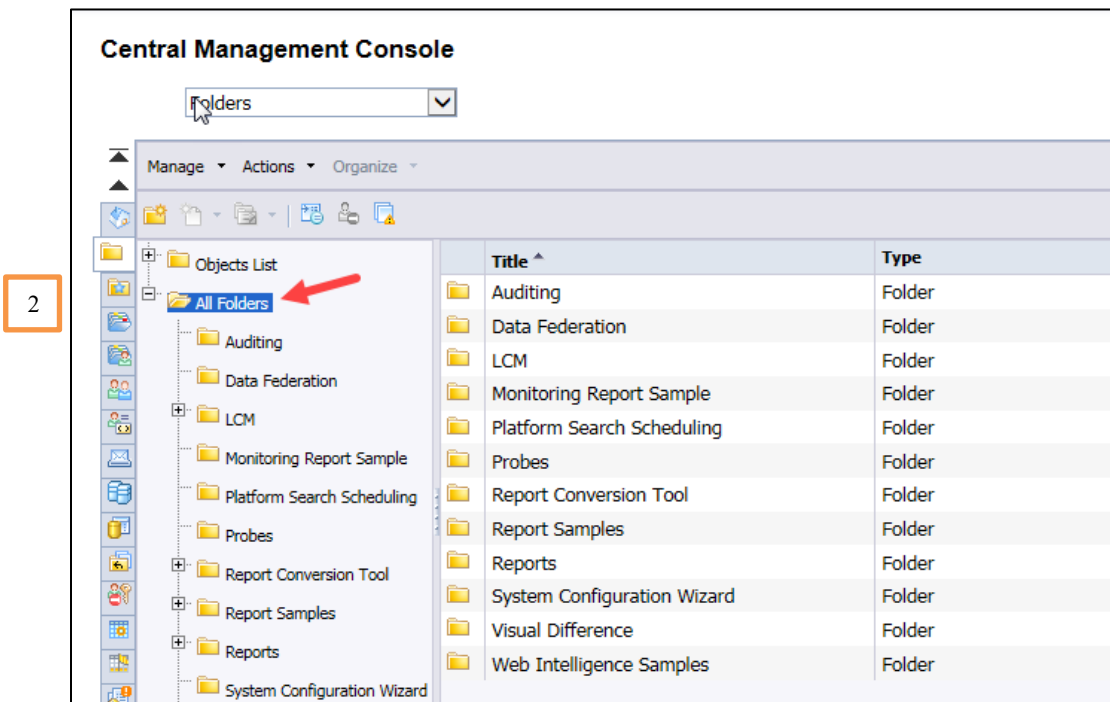 Central Management Console
Folders
Manage Actions Organize
Objects List
Title Type
2
All Folders
Auditing Folder
Auditing
Data Federation Folder
Data Federation
LCM Folder
LCM
Monitoring Report Sample Folder
Monitoring Report Sample
Platform Search Scheduling Folder
Platform Search Scheduling
Probes Folder
Probes
Report Conversion Tool Folder
Report Conversion Tool
Report Samples Folder
Report Samples
Reports Folder
Reports
System Configuration Wizard Folder
System Configuration Wizard
Visual Difference Folder
Web Intelligence Samples Folder